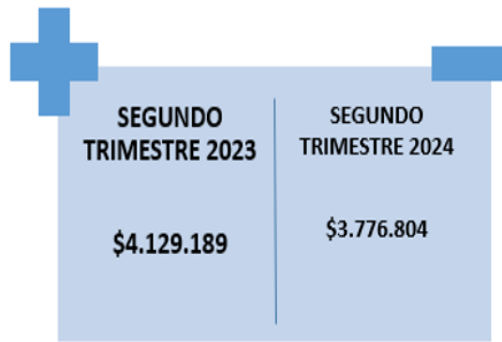 SEGUNDO
TRIMESTRE 2023
$4.129.189
SEGUNDO
TRIMESTRE 2024
$3.776.804